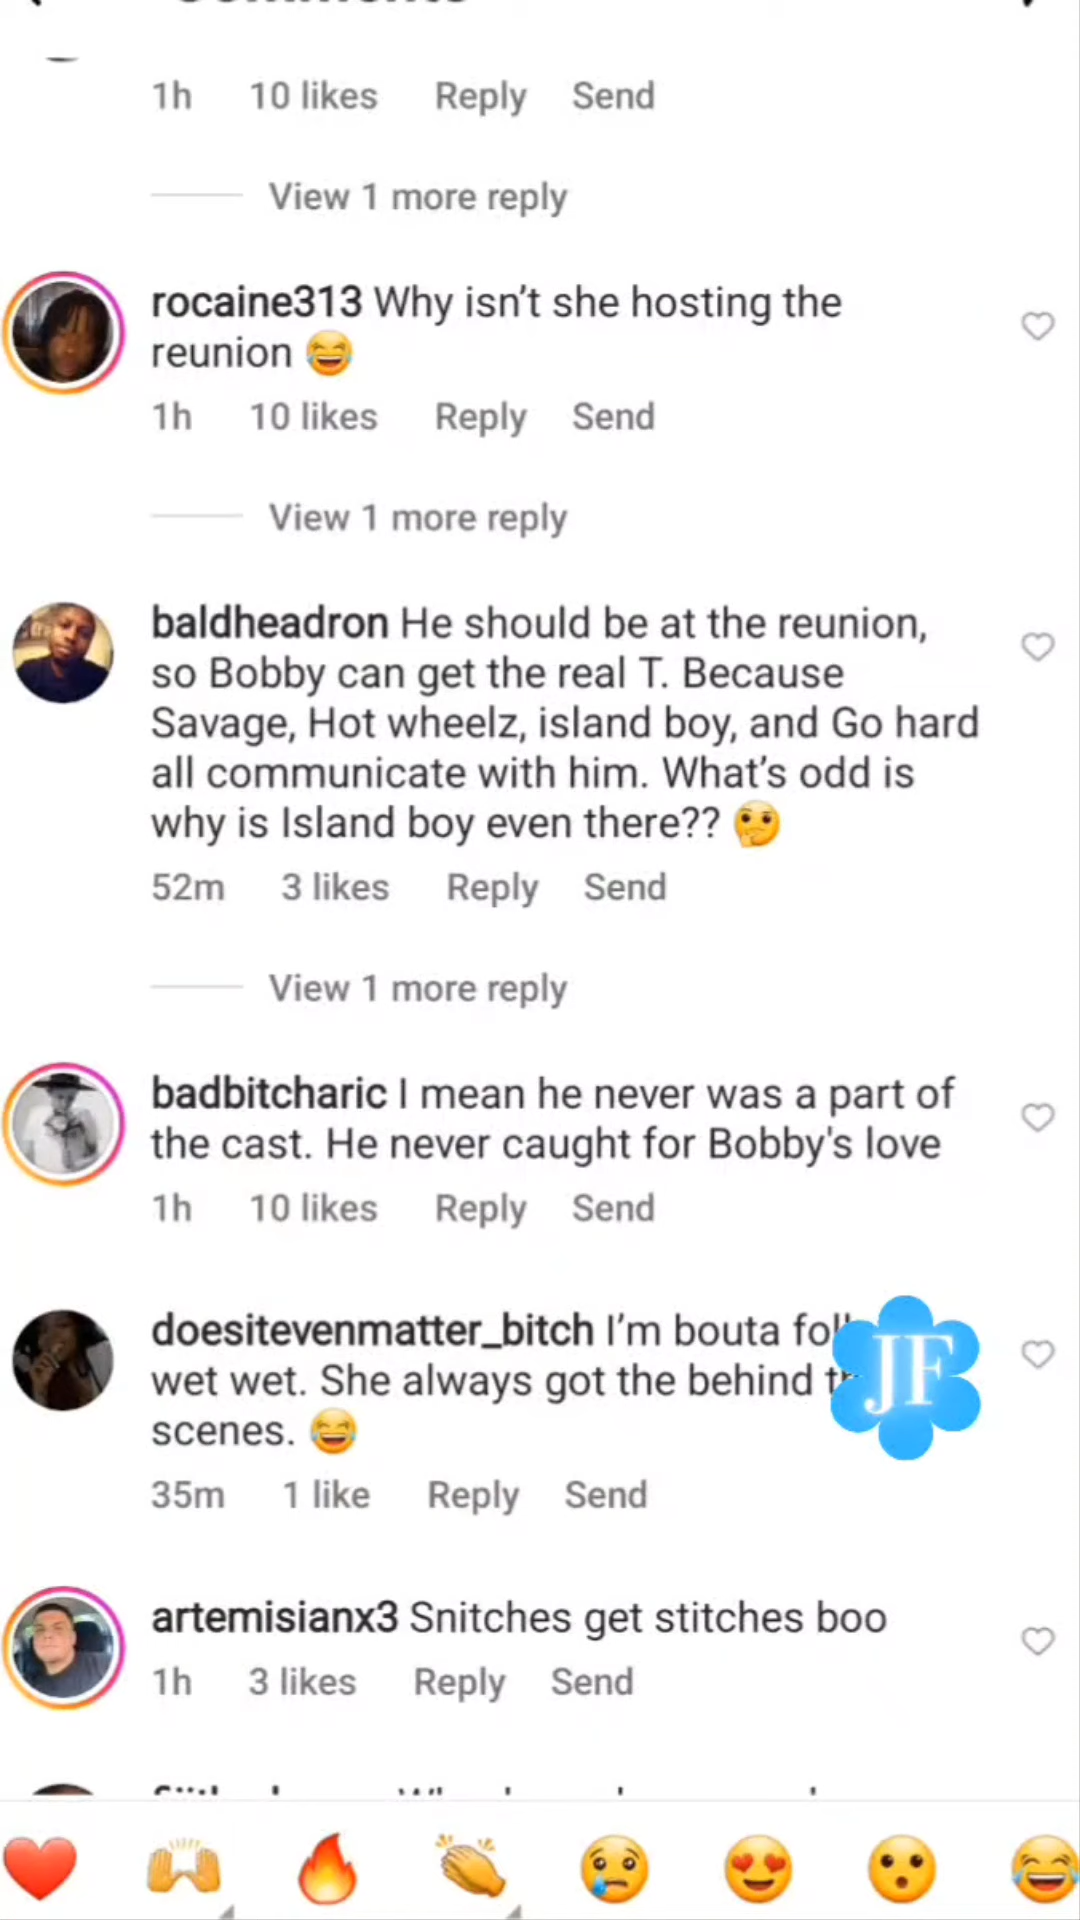 Comments
1h 10 likes Reply Send
View 1 more reply
rocaine313 Why isn't she hosting the
reunion 😂
1h 10 likes Reply Send
View 1 more reply
baldheadron He should be at the reunion,
so Bobby can get the real T. Because
Savage, Hot wheelz, island boy, and Go hard
all communicate with him. What's odd is
why is Island boy even there?? 🤔
52m 3 likes Reply Send
View 1 more reply
badbitcharic I mean he never was a part of
the cast. He never caught for Bobby's love
1h 10 likes Reply Send
doesitevenmatter_bitch I'm bouta
wet wet. She always got the behind
scenes. 😂
35m 1 like Reply Send
JF
artemisianx3 Snitches get stitches boo
1h 3 likes Reply Send